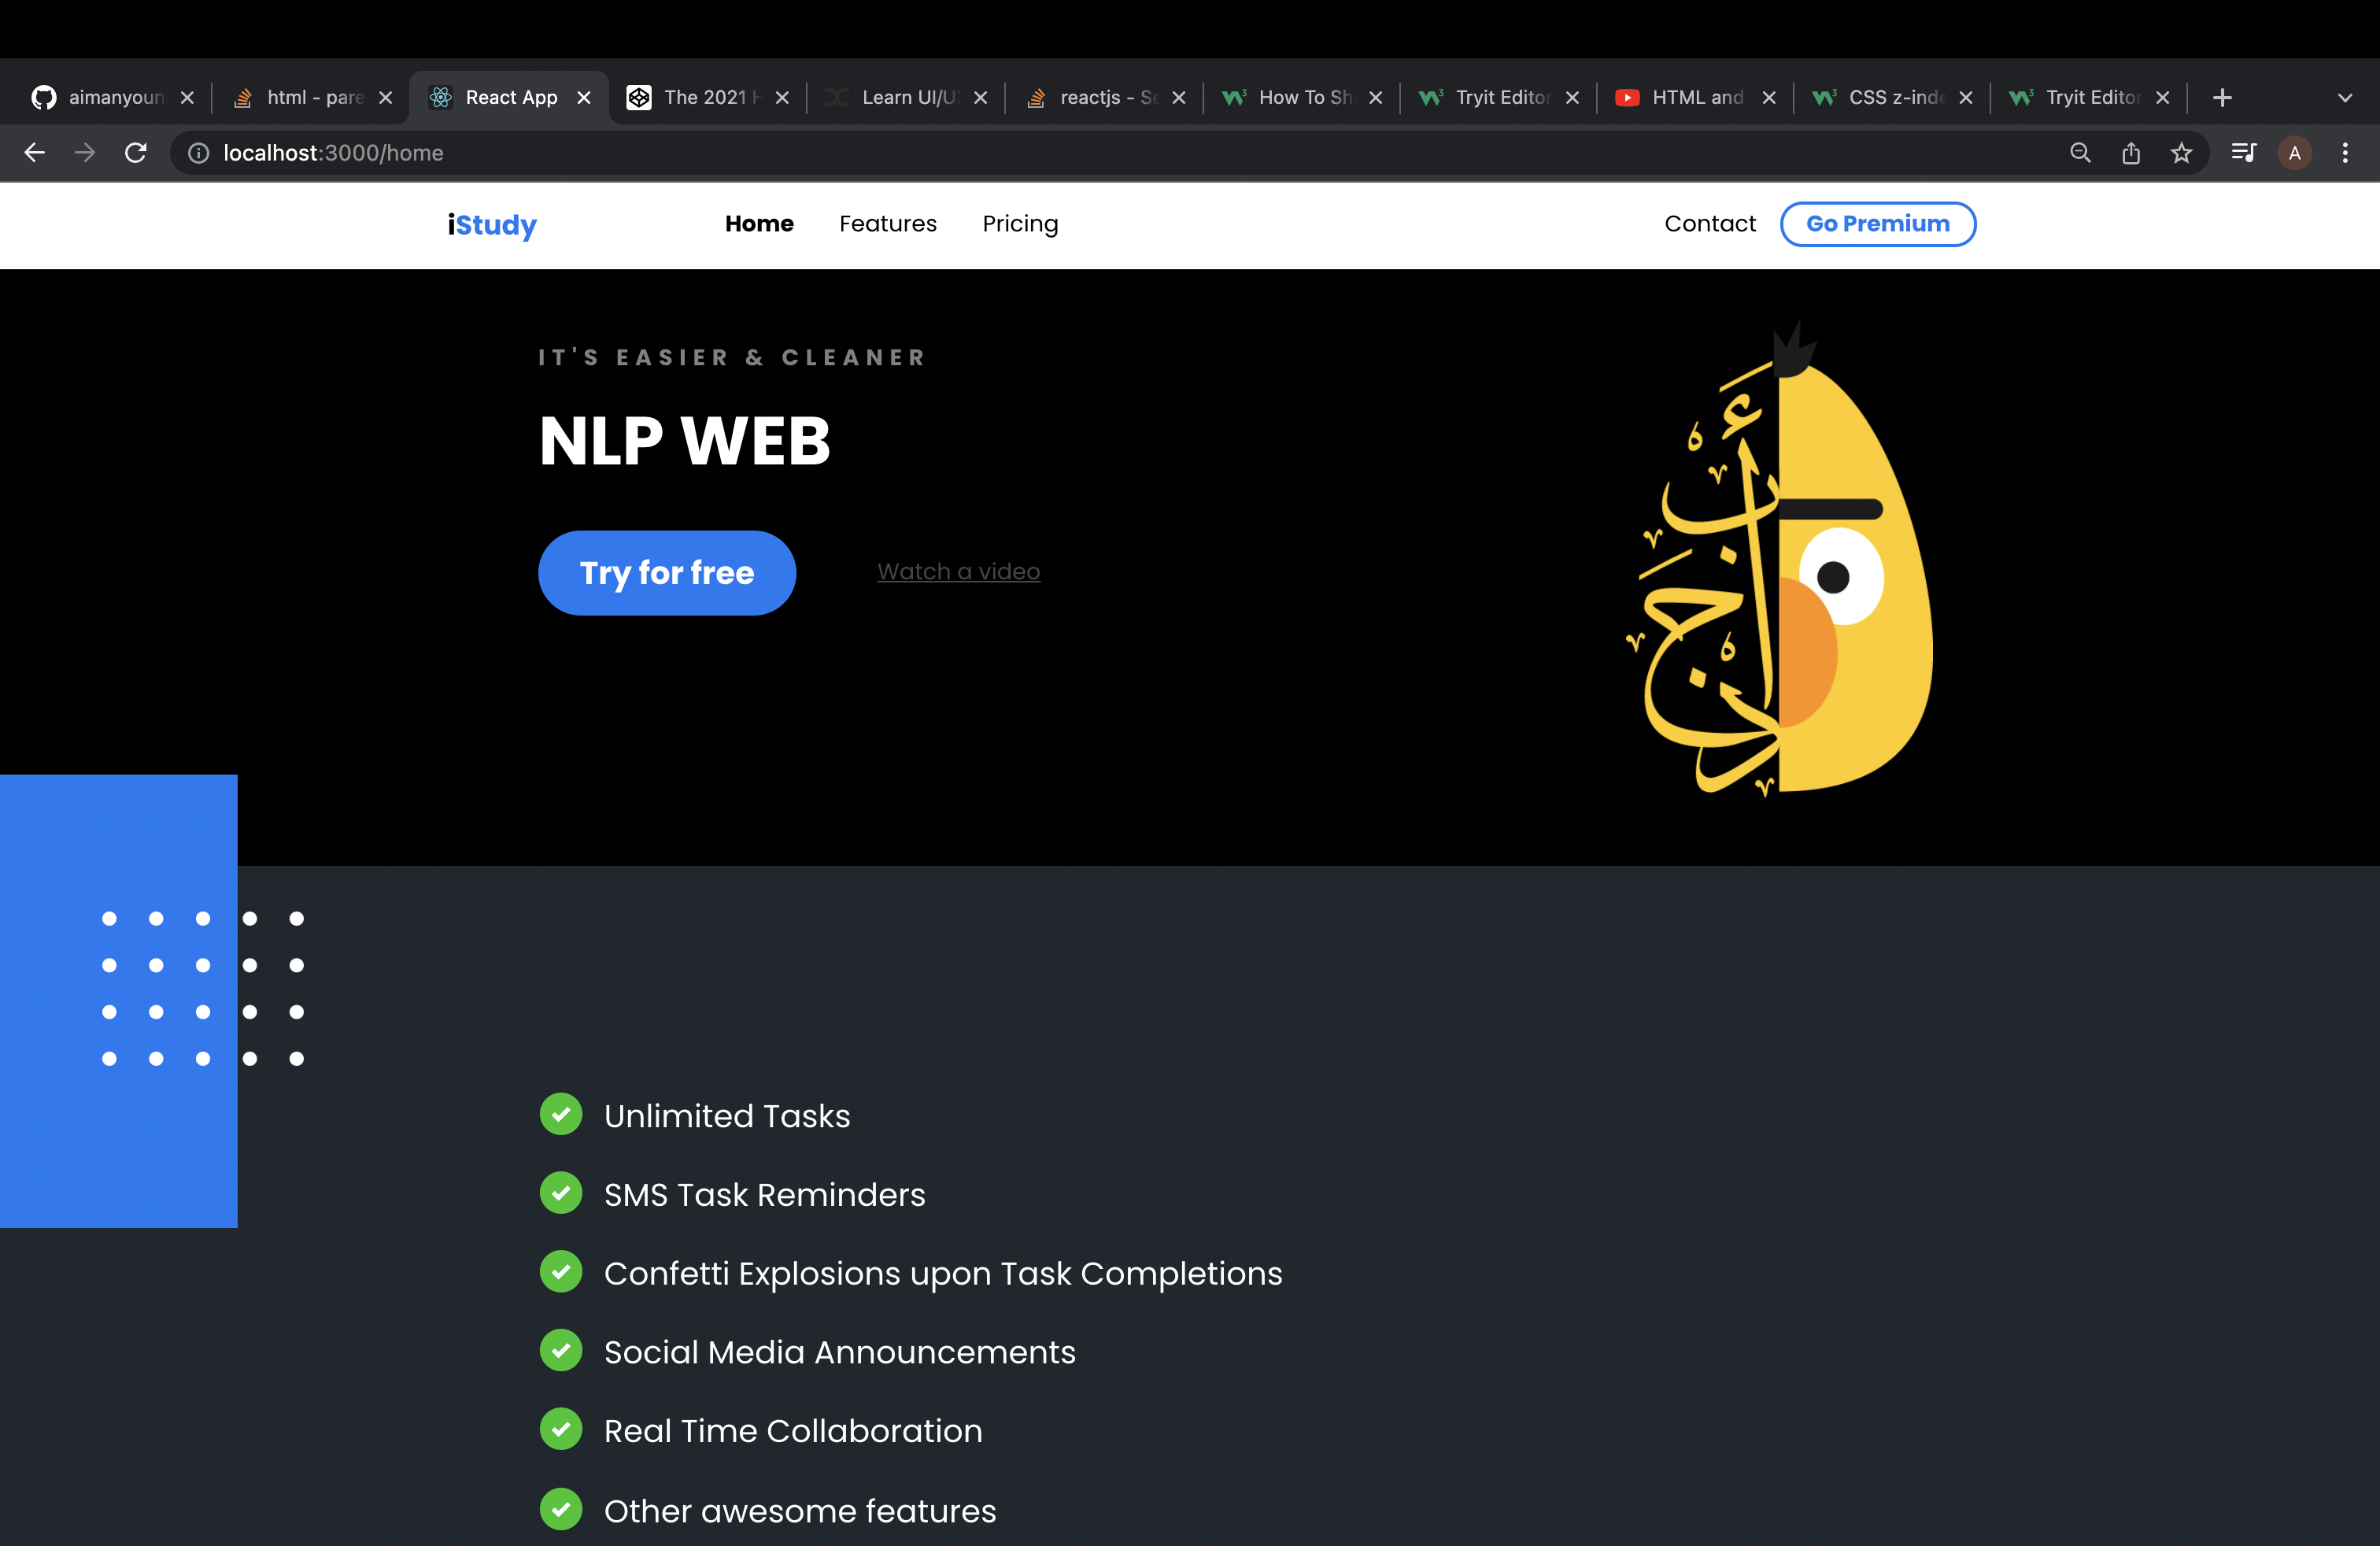 aimanyoun
html - pare
React App
The 2021 H
Learn UI/UX
reactjs - Se
How To Sh
Tryit Editor
HTML and
CSS z-inde
Tryit Editor
localhost:3000/home
A
iStudy
Home
Features
Pricing
Contact
Go Premium
IT'S EASIER & CLEANER
NLP WEB
Try for free
Watch a video
Unlimited Tasks
SMS Task Reminders
Confetti Explosions upon Task Completions
Social Media Announcements
Real Time Collaboration
Other awesome features